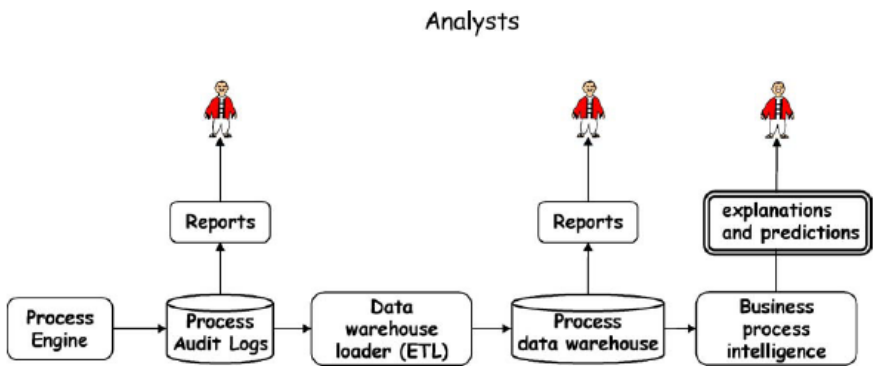 Analysts
Reports
Reports
explanations
and predictions
Process
Engine
Process
Audit Logs
Data
warehouse
loader (ETL)
Process
data warehouse
Business
process
intelligence